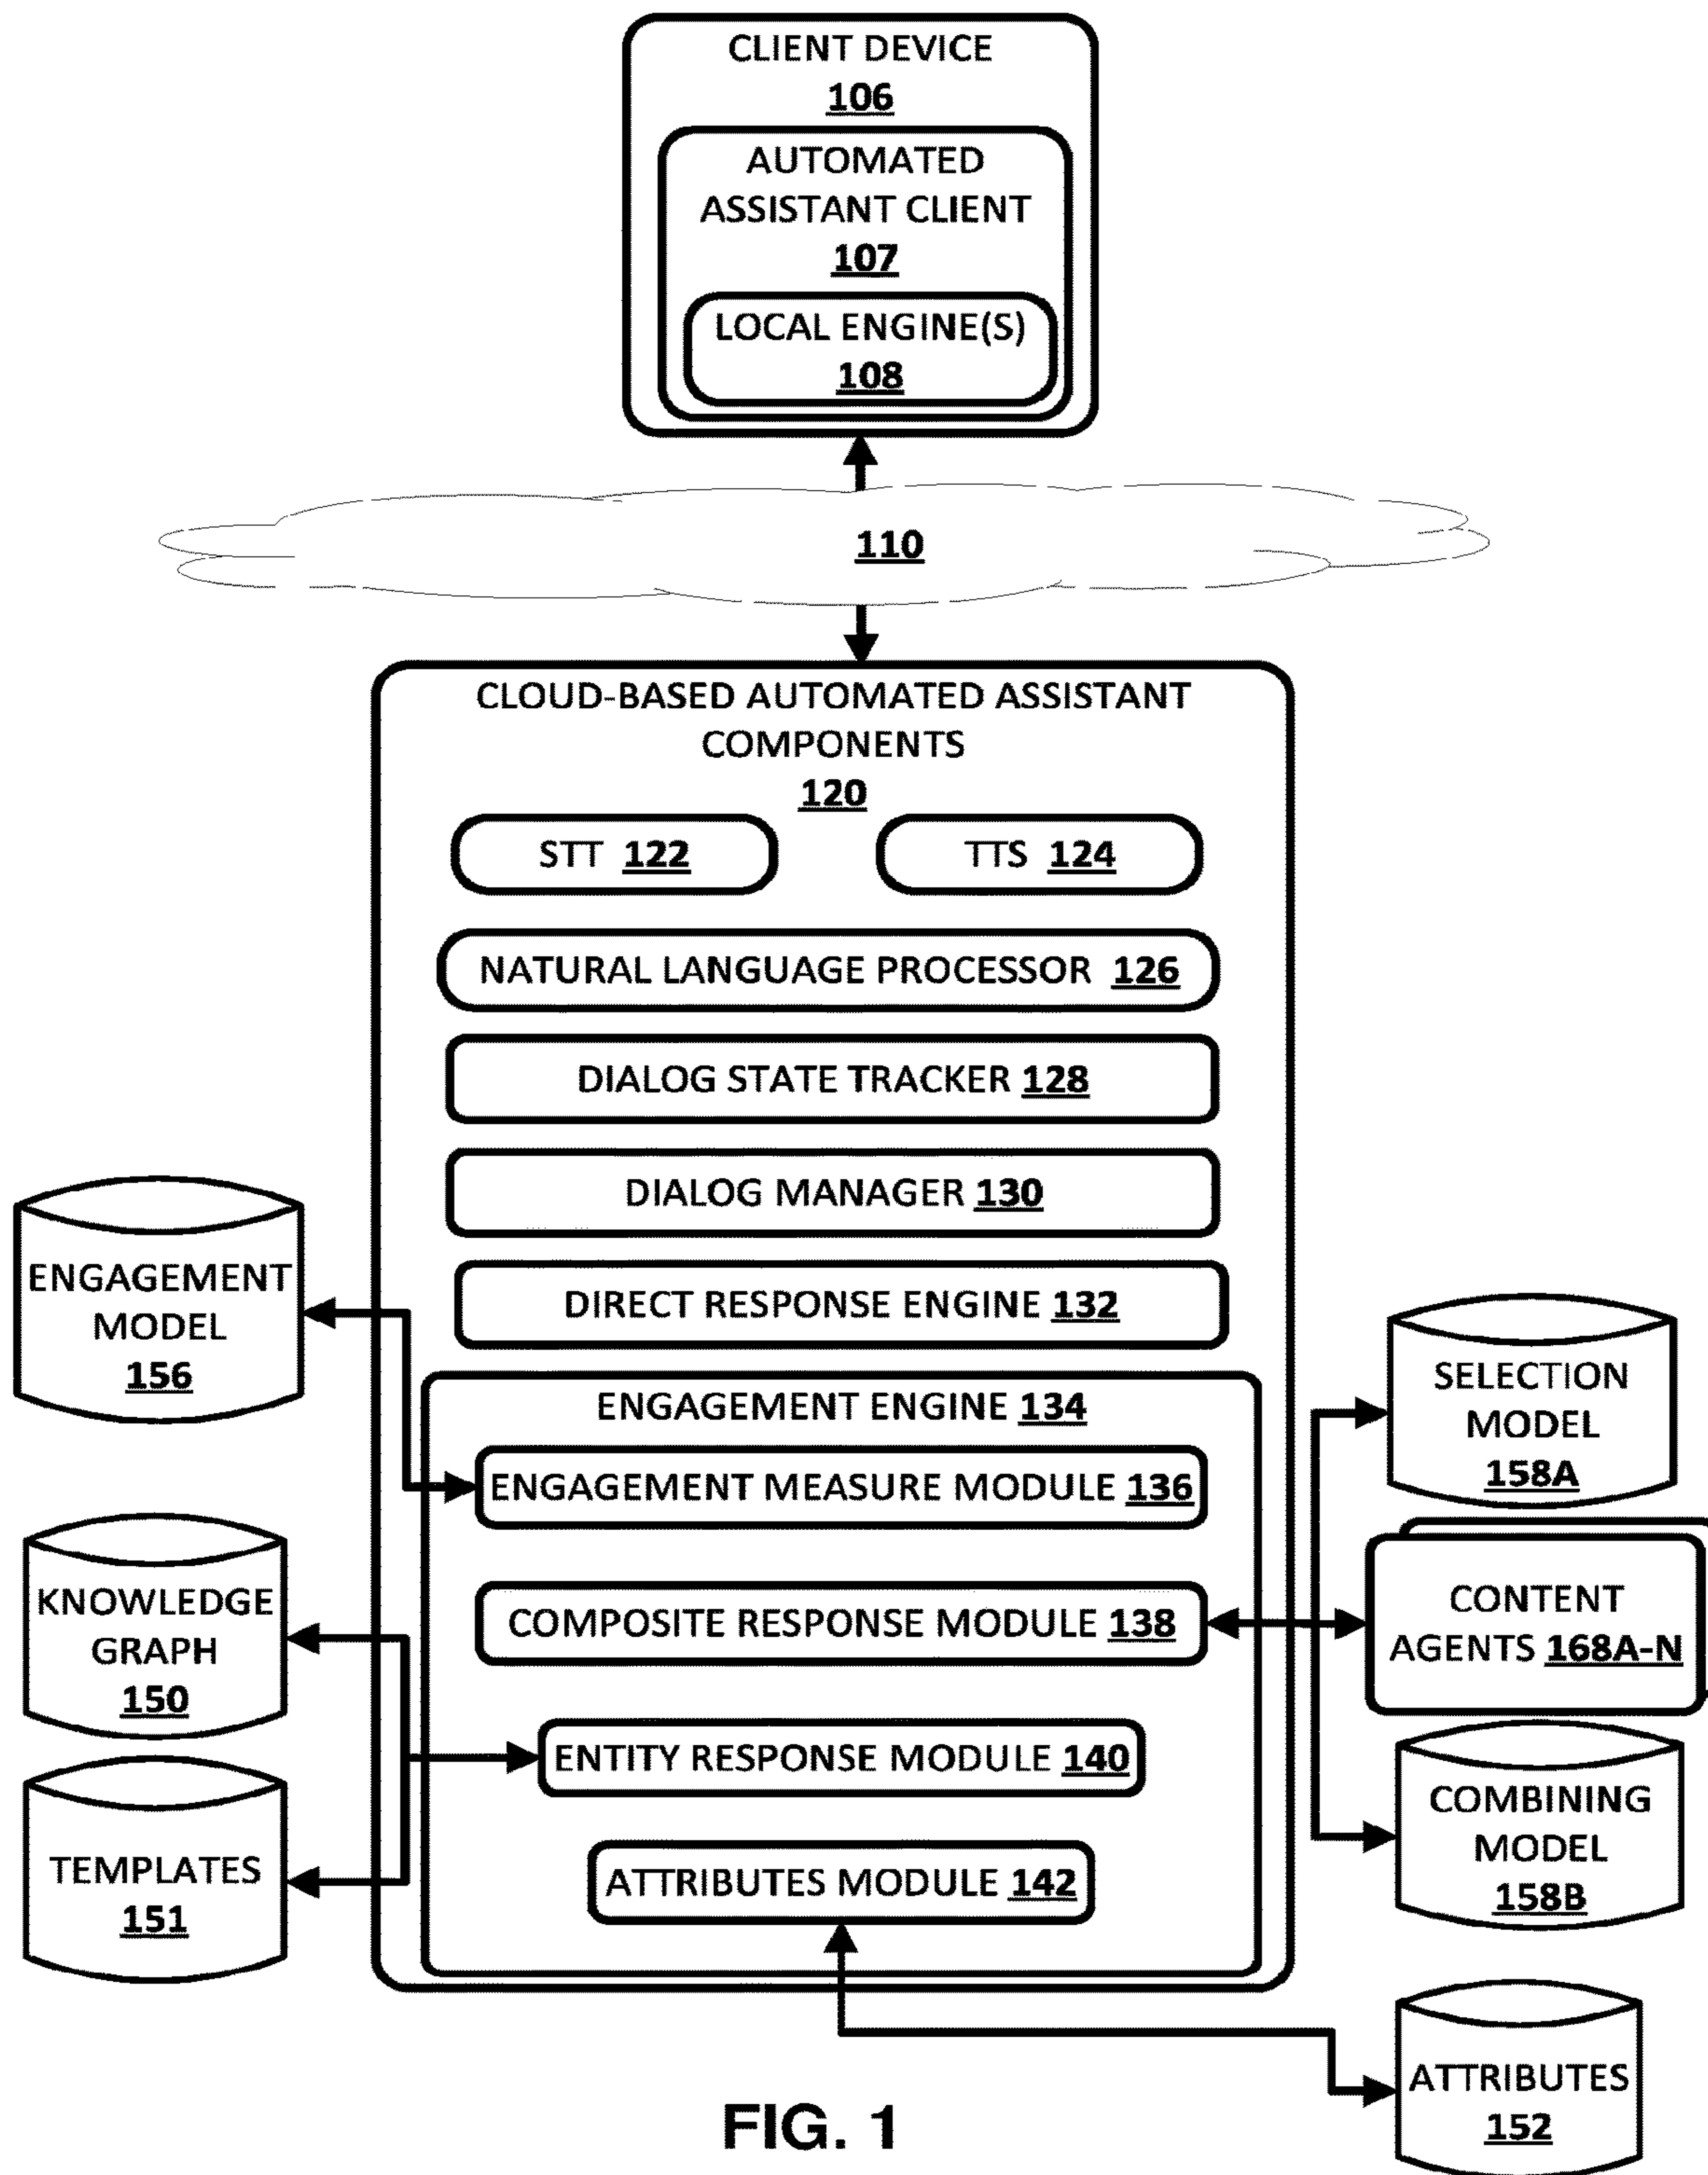 CLIENT DEVICE
106
AUTOMATED
ASSISTANT CLIENT
107
LOCAL ENGINE(S)
108
110
CLOUD-BASED AUTOMATED ASSISTANT
COMPONENTS
120
STT 122
TTS 124
NATURAL LANGUAGE PROCESSOR 126
DIALOG STATE TRACKER 128
DIALOG MANAGER 130
DIRECT RESPONSE ENGINE 132
ENGAGEMENT ENGINE 134
ENGAGEMENT MEASURE MODULE 136
COMPOSITE RESPONSE MODULE 138
ENTITY RESPONSE MODULE 140
ATTRIBUTES MODULE 142
ENGAGEMENT
MODEL
156
KNOWLEDGE
GRAPH
150
TEMPLATES
151
SELECTION
MODEL
158A
CONTENT
AGENTS 168A-N
COMBINING
MODEL
158B
ATTRIBUTES
152
FIG. 1